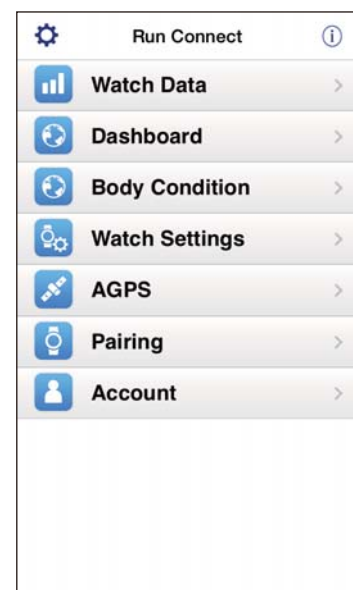 Run Connect
Watch Data
Dashboard
Body Condition
Watch Settings
AGPS
Pairing
Account